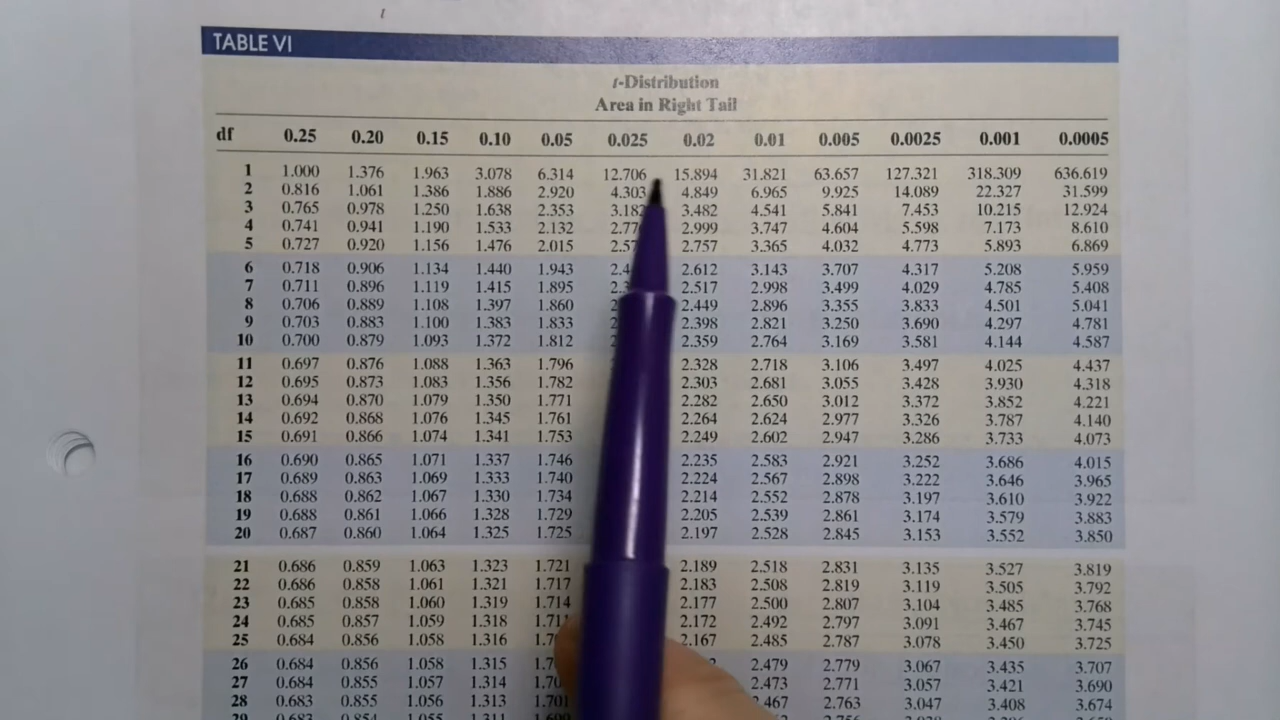 TABLE VI
t-Distribution
Area in Right Tail
df 0.25 0.20 0.15 0.10 0.05 0.025 0.02 0.01 0.005 0.0025 0.001 0.0005
1 1.000 1.376 1.963 3.078 6.314 12.706 15.894 31.821 63.657 127.321 318.309 636.619
2 0.816 1.061 1.386 1.886 2.920 4.303 4.849 6.965 9.925 14.089 22.327 31.599
3 0.765 0.978 1.250 1.638 2.353 3.182 3.482 4.541 5.841 7.453 10.215 12.924
4 0.741 0.941 1.190 1.533 2.132 2.999 3.747 4.604 5.598 7.173 8.610
5 0.727 0.920 1.156 1.476 2.015 2.757 3.365 4.032 4.773 5.893 6.869
6 0.718 0.906 1.134 1.440 1.943 2.612 3.143 3.707 4.317 5.208 5.959
7 0.711 0.896 1.119 1.415 1.895 2.517 2.998 3.499 4.029 4.785 5.408
8 0.706 0.889 1.108 1.397 1.860 2.449 2.896 3.355 3.833 4.501 5.041
9 0.703 0.883 1.100 1.383 1.833 2.398 2.821 3.250 3.690 4.297 4.781
10 0.700 0.879 1.093 1.372 1.812 2.359 2.764 3.169 3.581 4.144 4.587
11 0.697 0.876 1.088 1.363 1.796 2.328 2.718 3.106 3.497 4.025 4.437
12 0.695 0.873 1.083 1.356 1.782 2.303 2.681 3.055 3.428 3.930 4.318
13 0.694 0.870 1.079 1.350 1.771 2.282 2.650 3.012 3.372 3.852 4.221
14 0.692 0.868 1.076 1.345 1.761 2.264 2.624 2.977 3.326 3.787 4.140
15 0.691 0.866 1.074 1.341 1.753 2.249 2.602 2.947 3.286 3.733 4.073
16 0.690 0.865 1.071 1.337 1.746 2.235 2.583 2.921 3.252 3.686 4.015
17 0.689 0.863 1.069 1.333 1.740 2.224 2.567 2.898 3.222 3.646 3.965
18 0.688 0.862 1.067 1.330 1.734 2.214 2.552 2.878 3.197 3.610 3.922
19 0.688 0.861 1.066 1.328 1.729 2.205 2.539 2.861 3.174 3.579 3.883
20 0.687 0.860 1.064 1.325 1.725 2.197 2.528 2.845 3.153 3.552 3.850
21 0.686 0.859 1.063 1.323 1.721 2.189 2.518 2.831 3.135 3.527 3.819
22 0.686 0.858 1.061 1.321 1.717 2.183 2.508 2.819 3.119 3.505 3.792
23 0.685 0.858 1.060 1.319 1.714 2.177 2.500 2.807 3.104 3.485 3.768
24 0.685 0.857 1.059 1.318 1.711 2.172 2.492 2.797 3.091 3.467 3.745
25 0.684 0.856 1.058 1.316 2.167 2.485 2.787 3.078 3.450 3.725
26 0.684 0.856 1.058 1.315 2.479 2.779 3.067 3.435 3.707
27 0.684 0.855 1.057 1.314 2.473 2.771 3.057 3.421 3.690
28 0.683 0.855 1.056 1.313 1.701 2.467 2.763 3.047 3.408 3.674